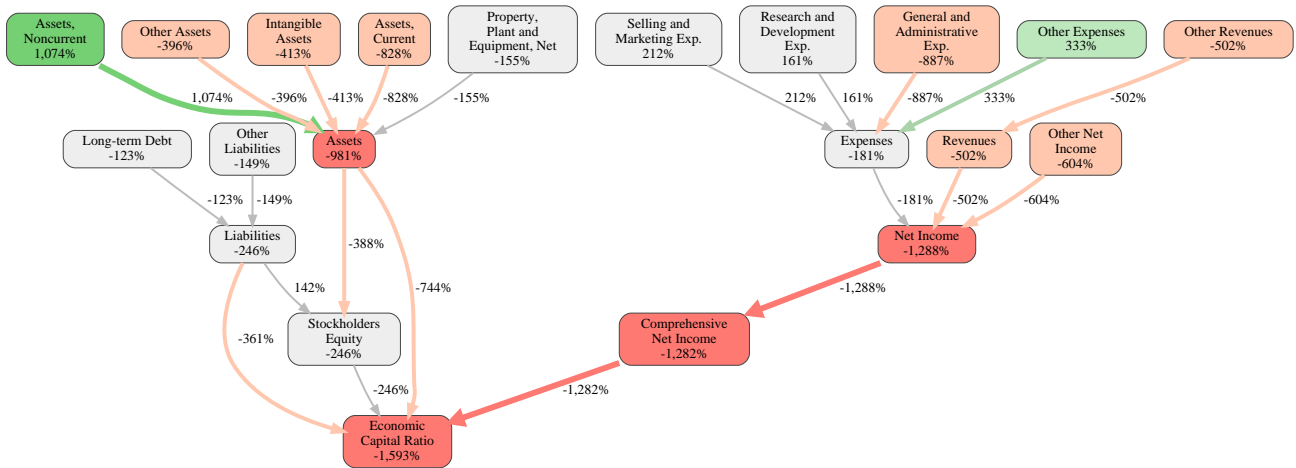 Assets,
Noncurrent
1,074%
Other Assets
-396%
Intangible
Assets
-413%
Assets,
Current
-828%
Property,
Plant and
Equipment, Net
-155%
Selling and
Marketing Exp.
212%
Research and
Development
Exp.
161%
General and
Administrative
Exp.
-887%
Other Expenses
333%
Other Revenues
-502%
1,074%
-396%
-413%
-828%
-155%
212%
161%
-887%
333%
-502%
Long-term Debt
-123%
Other
Liabilities
-149%
Assets
-981%
Expenses
-181%
Revenues
-502%
Other Net
Income
-604%
-123%
-149%
-181%
-502%
-604%
Liabilities
-246%
-388%
Net Income
-1,288%
142%
-744%
-1,288%
-361%
Stockholders
Equity
-246%
Comprehensive
Net Income
-1,282%
-246%
-1,282%
Economic
Capital Ratio
-1,593%